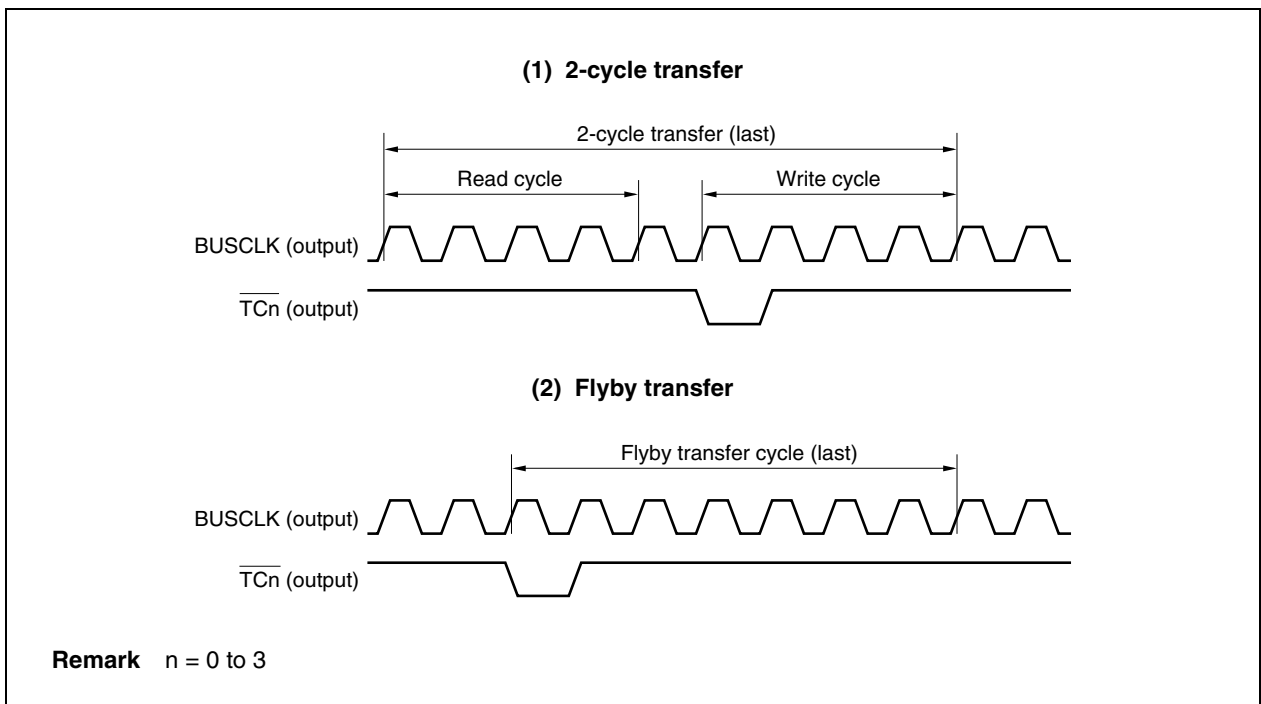 (1) 2-cycle transfer
2-cycle transfer (last)
Read cycle
Write cycle
BUSCLK (output)
TCn (output)
(2) Flyby transfer
Flyby transfer cycle (last)
BUSCLK (output)
TCn (output)
Remark n = 0 to 3